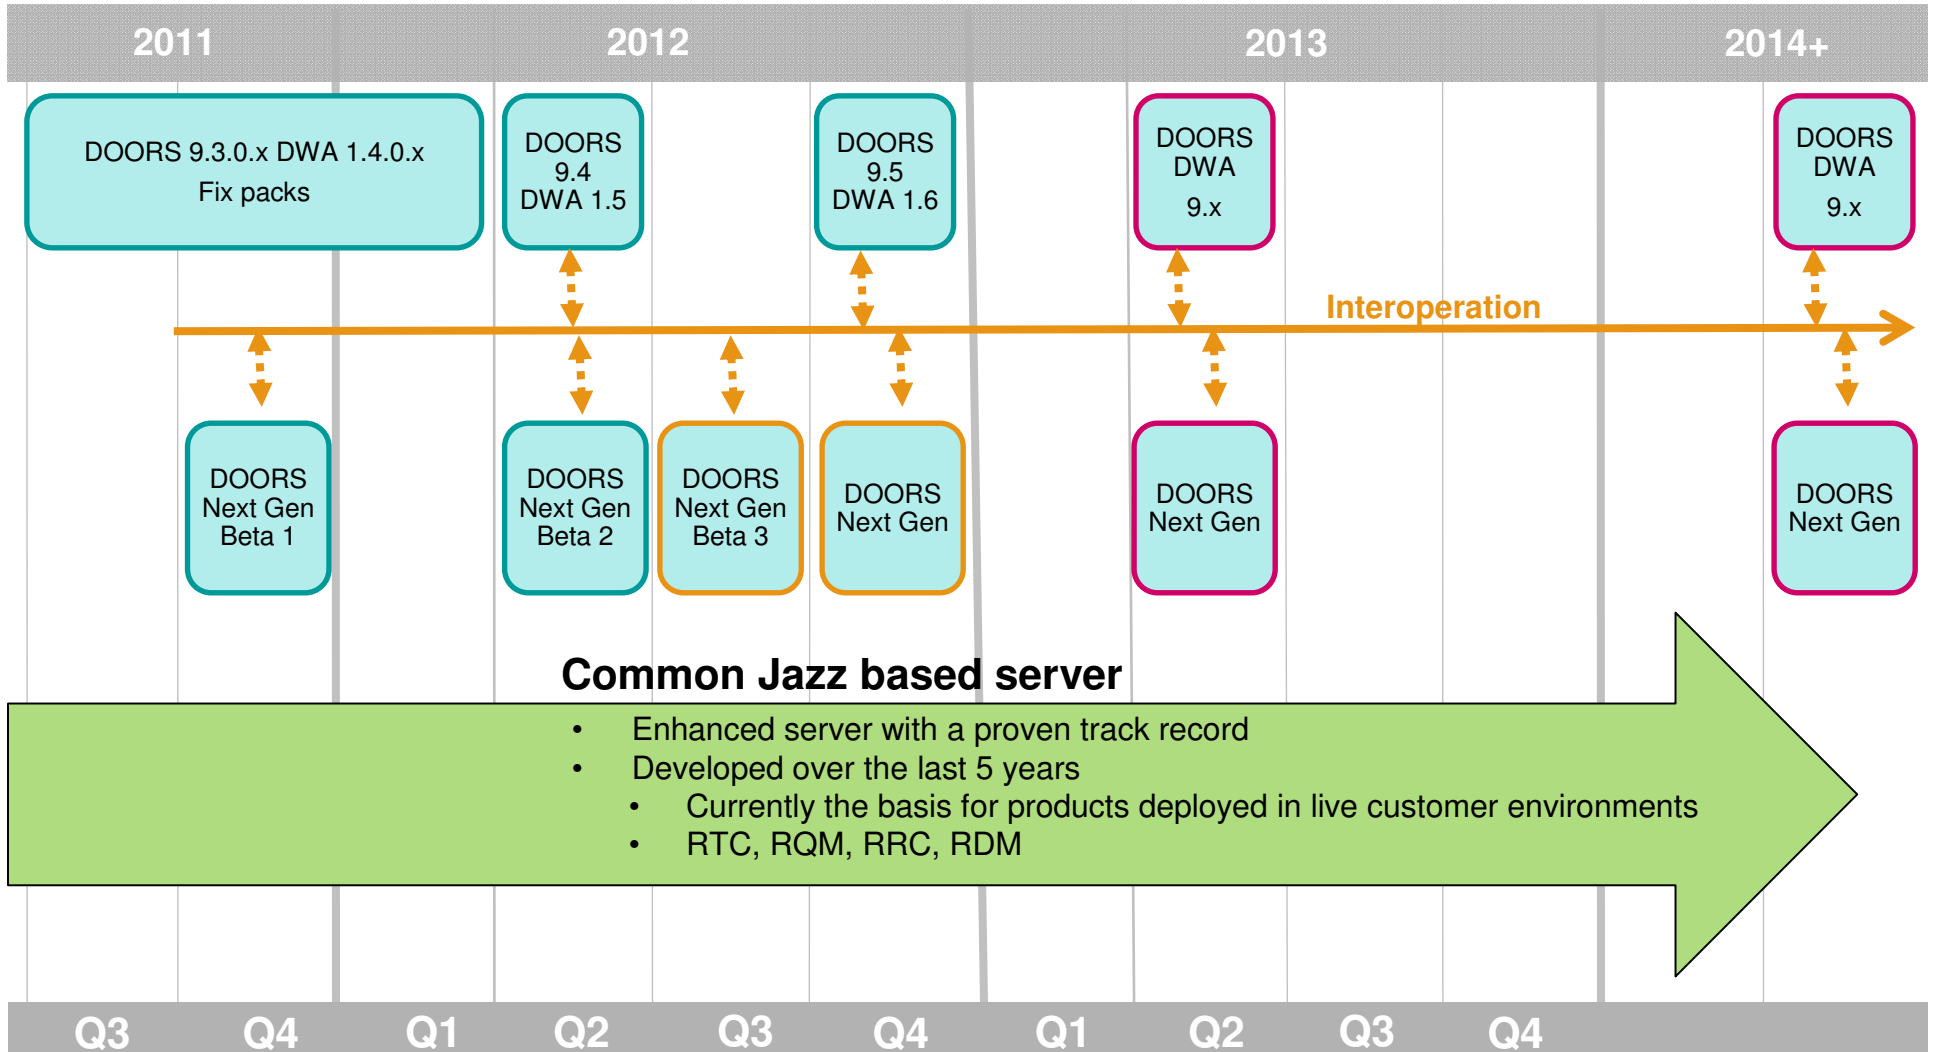 2011
2012
2013
2014+
DOORS 9.3.0.x DWA 1.4.0.x
Fix packs
DOORS
9.4
DWA 1.5
DOORS
9.5
DWA 1.6
DOORS
DWA
9.x
DOORS
DWA
9.x
Interoperation
DOORS
Next Gen
Beta 1
DOORS
Next Gen
Beta 2
DOORS
Next Gen
Beta 3
DOORS
Next Gen
DOORS
Next Gen
DOORS
Next Gen
Common Jazz based server
• Enhanced server with a proven track record
• Developed over the last 5 years
• Currently the basis for products deployed in live customer environments
• RTC, RQM, RRC, RDM
Q3
Q4
Q1
Q2
Q3
Q4
Q1
Q2
Q3
Q4